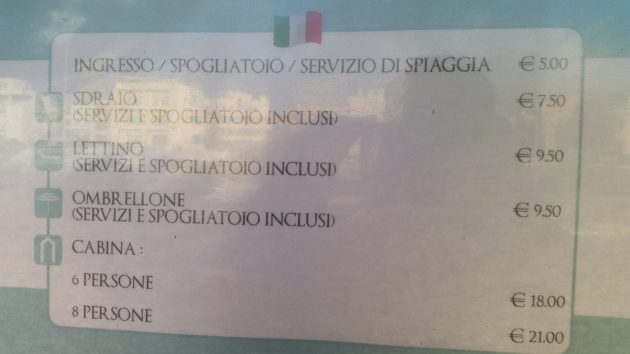 INGRESSO / SPOGLIATOIO / SERVIZIO DI SPIAGGIA € 5.00
SDRAIO € 7.50
(SERVIZI E SPOGLIATOIO INCLUSI)
LETTINO € 9.50
(SERVIZI E SPOGLIATOIO INCLUSI)
OMBRELLONE € 9.50
(SERVIZI E SPOGLIATOIO INCLUSI)
CABINA :
6 PERSONE € 18.00
8 PERSONE € 21.00